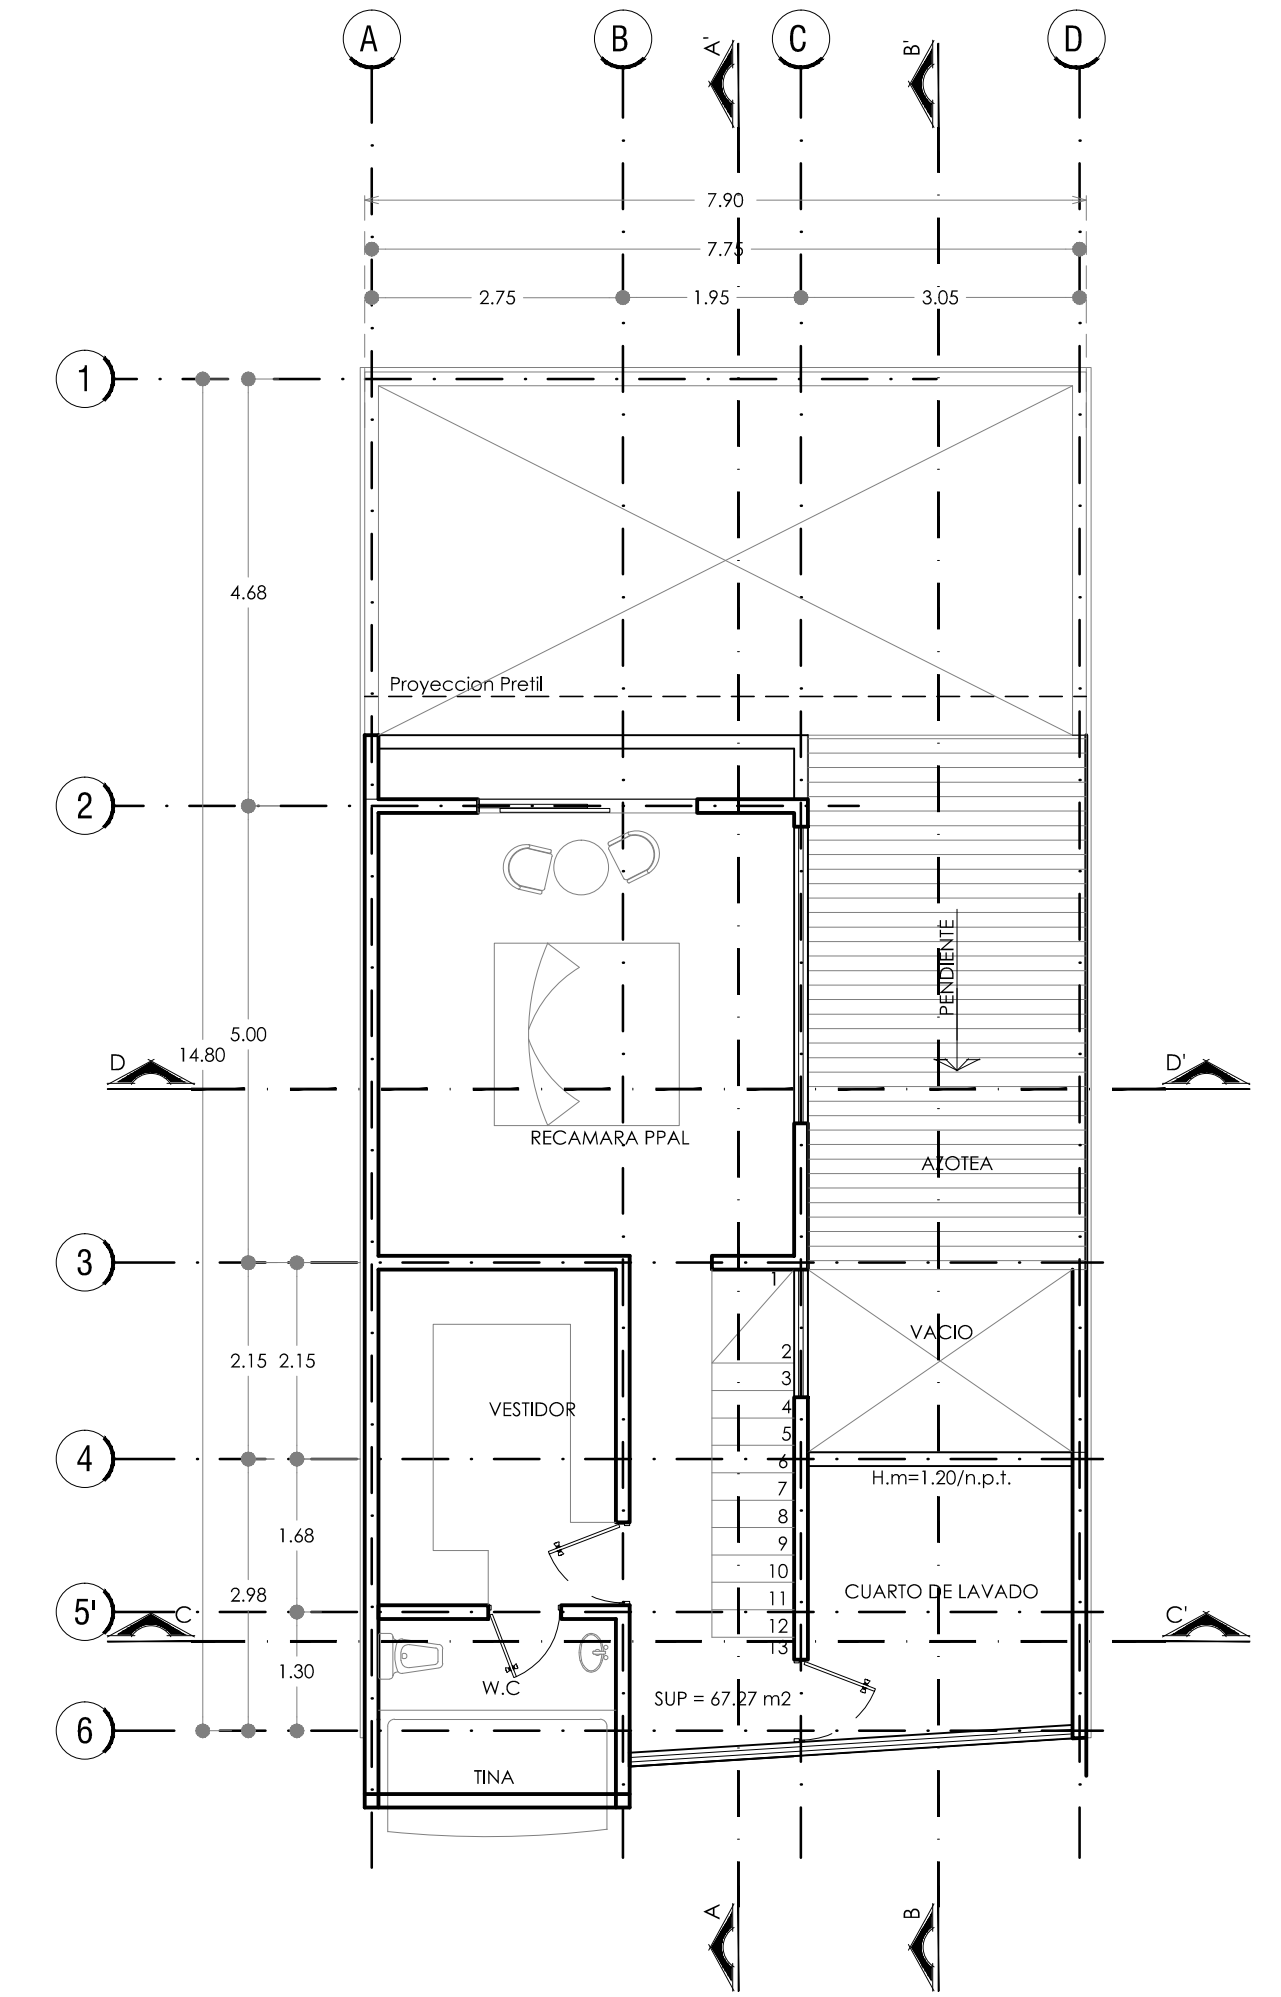 A B C D
A' B'
7.90
7.75
2.75 1.95 3.05
1
4.68
Proyeccion Pretil
2
PENDIENTE
5.00
14.80
D D'
RECAMARA PPAL
AZOTEA
3
1
VACIO
2.15 2.15
2
3
VESTIDOR
4
5
4
6
H.m=1.20/n.p.t.
7
8
1.68
9
10
CUARTO DE LAVADO
2.98
11
5'
C C'
12
13
1.30
W.C
SUP = 67.27 m2
6
TINA
A B